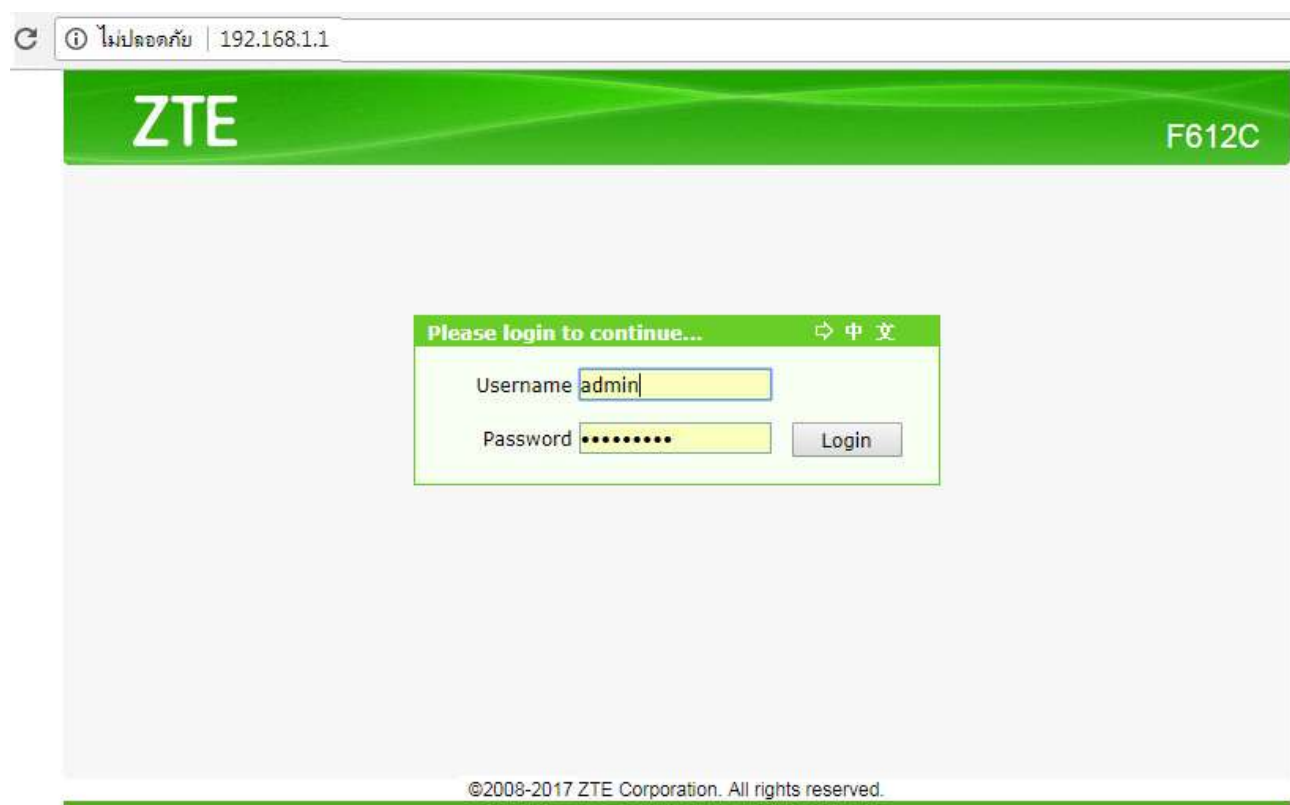 ไม่ปลอดภัย | 192.168.1.1
ZTE
F612C
Please login to continue... ⇨ 中 文
Username admin
Password •••••••••
Login
©2008-2017 ZTE Corporation. All rights reserved.